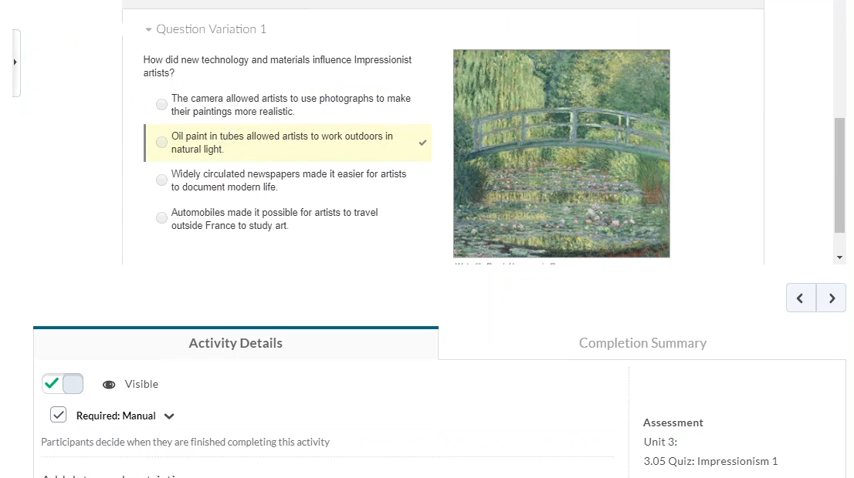 Question Variation 1
How did new technology and materials influence Impressionist
artists?
The camera allowed artists to use photographs to make
their paintings more realistic.
Oil paint in tubes allowed artists to work outdoors in
natural light.
Widely circulated newspapers made it easier for artists
to document modern life.
Automobiles made it possible for artists to travel
outside France to study art.
Activity Details
Completion Summary
Visible
Required: Manual
Participants decide when they are finished completing this activity
Assessment
Unit 3:
3.05 Quiz: Impressionism 1